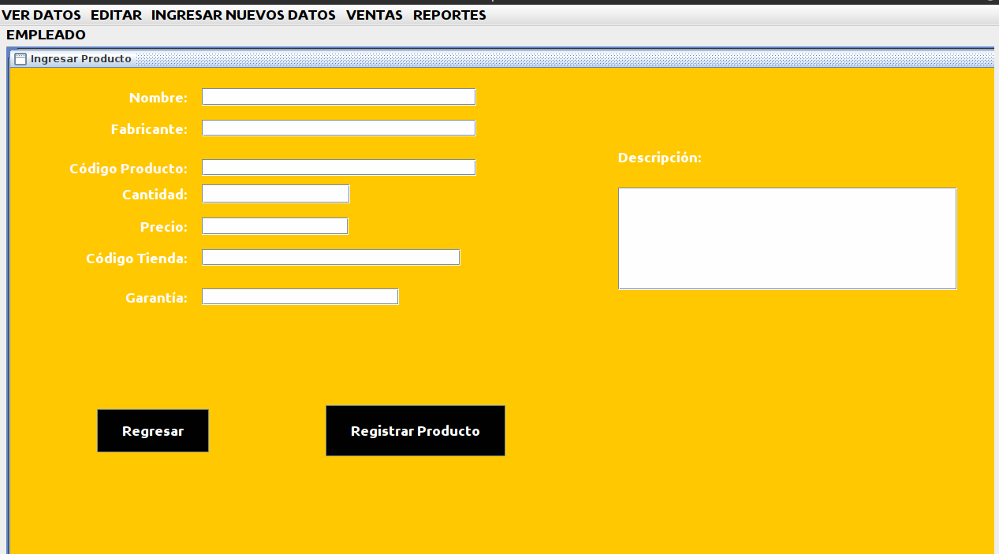 VER DATOS EDITAR INGRESAR NUEVOS DATOS VENTAS REPORTES
EMPLEADO
Ingresar Producto
Nombre:
Fabricante:
Código Producto:
Descripción:
Cantidad:
Precio:
Código Tienda:
Garantía:
Regresar
Registrar Producto